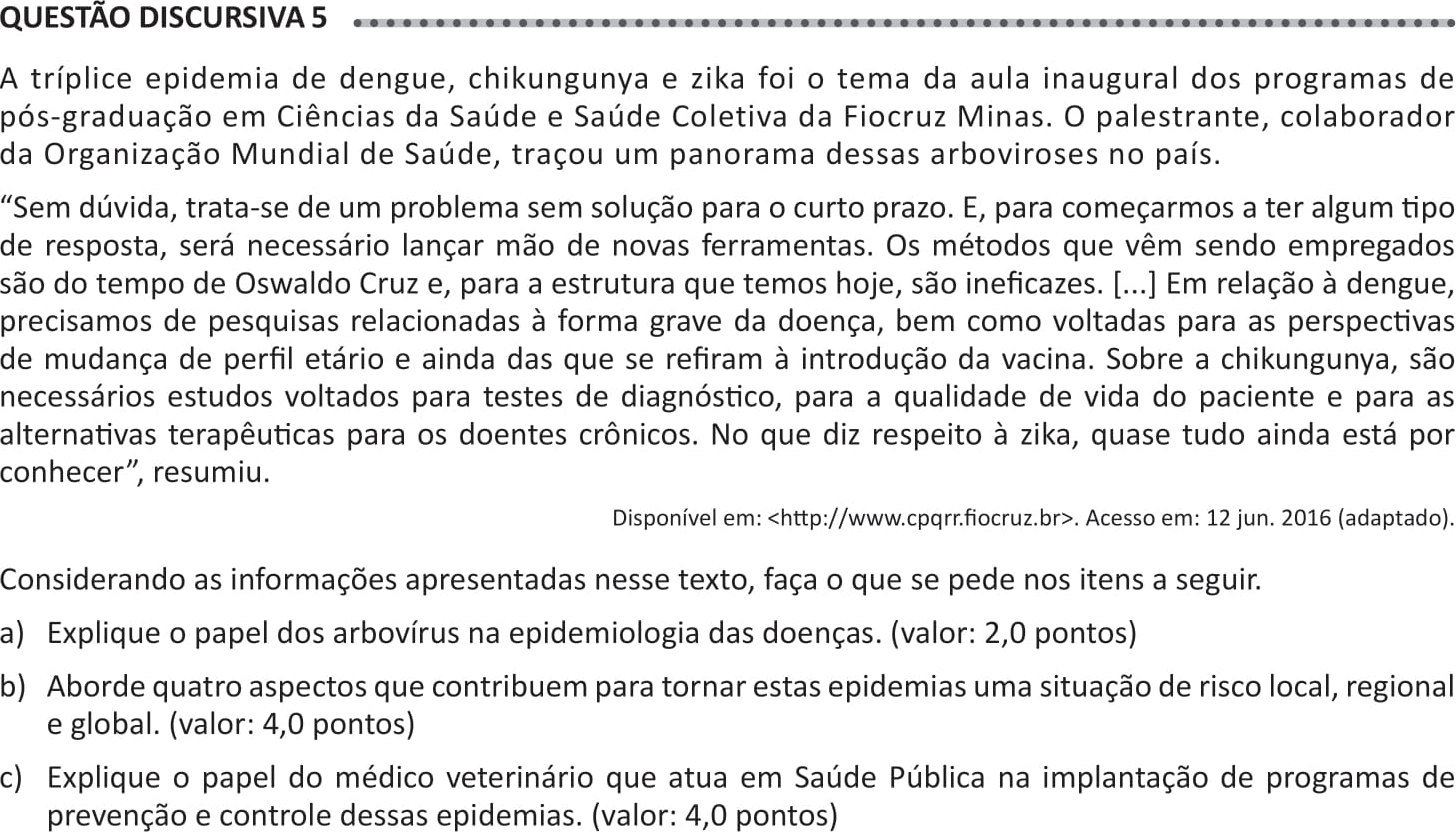 QUESTÃO DISCURSIVA 5
A tríplice epidemia de dengue, chikungunya e zika foi o tema da aula inaugural dos programas de
pós-graduação em Ciências da Saúde e Saúde Coletiva da Fiocruz Minas. O palestrante, colaborador
da Organização Mundial de Saúde, traçou um panorama dessas arboviroses no país.
“Sem dúvida, trata-se de um problema sem solução para o curto prazo. E, para começarmos a ter algum tipo
de resposta, será necessário lançar mão de novas ferramentas. Os métodos que vêm sendo empregados
são do tempo de Oswaldo Cruz e, para a estrutura que temos hoje, são ineficazes. [...] Em relação à dengue,
precisamos de pesquisas relacionadas à forma grave da doença, bem como voltadas para as perspectivas
de mudança de perfil etário e ainda das que se refiram à introdução da vacina. Sobre a chikungunya, são
necessários estudos voltados para testes de diagnóstico, para a qualidade de vida do paciente e para as
alternativas terapêuticas para os doentes crônicos. No que diz respeito à zika, quase tudo ainda está por
conhecer”, resumiu.
Disponível em: <http://www.cpqrr.fiocruz.br>. Acesso em: 12 jun. 2016 (adaptado).
Considerando as informações apresentadas nesse texto, faça o que se pede nos itens a seguir.
a) Explique o papel dos arbovírus na epidemiologia das doenças. (valor: 2,0 pontos)
b) Aborde quatro aspectos que contribuem para tornar estas epidemias uma situação de risco local, regional
e global. (valor: 4,0 pontos)
c) Explique o papel do médico veterinário que atua em Saúde Pública na implantação de programas de
prevenção e controle dessas epidemias. (valor: 4,0 pontos)